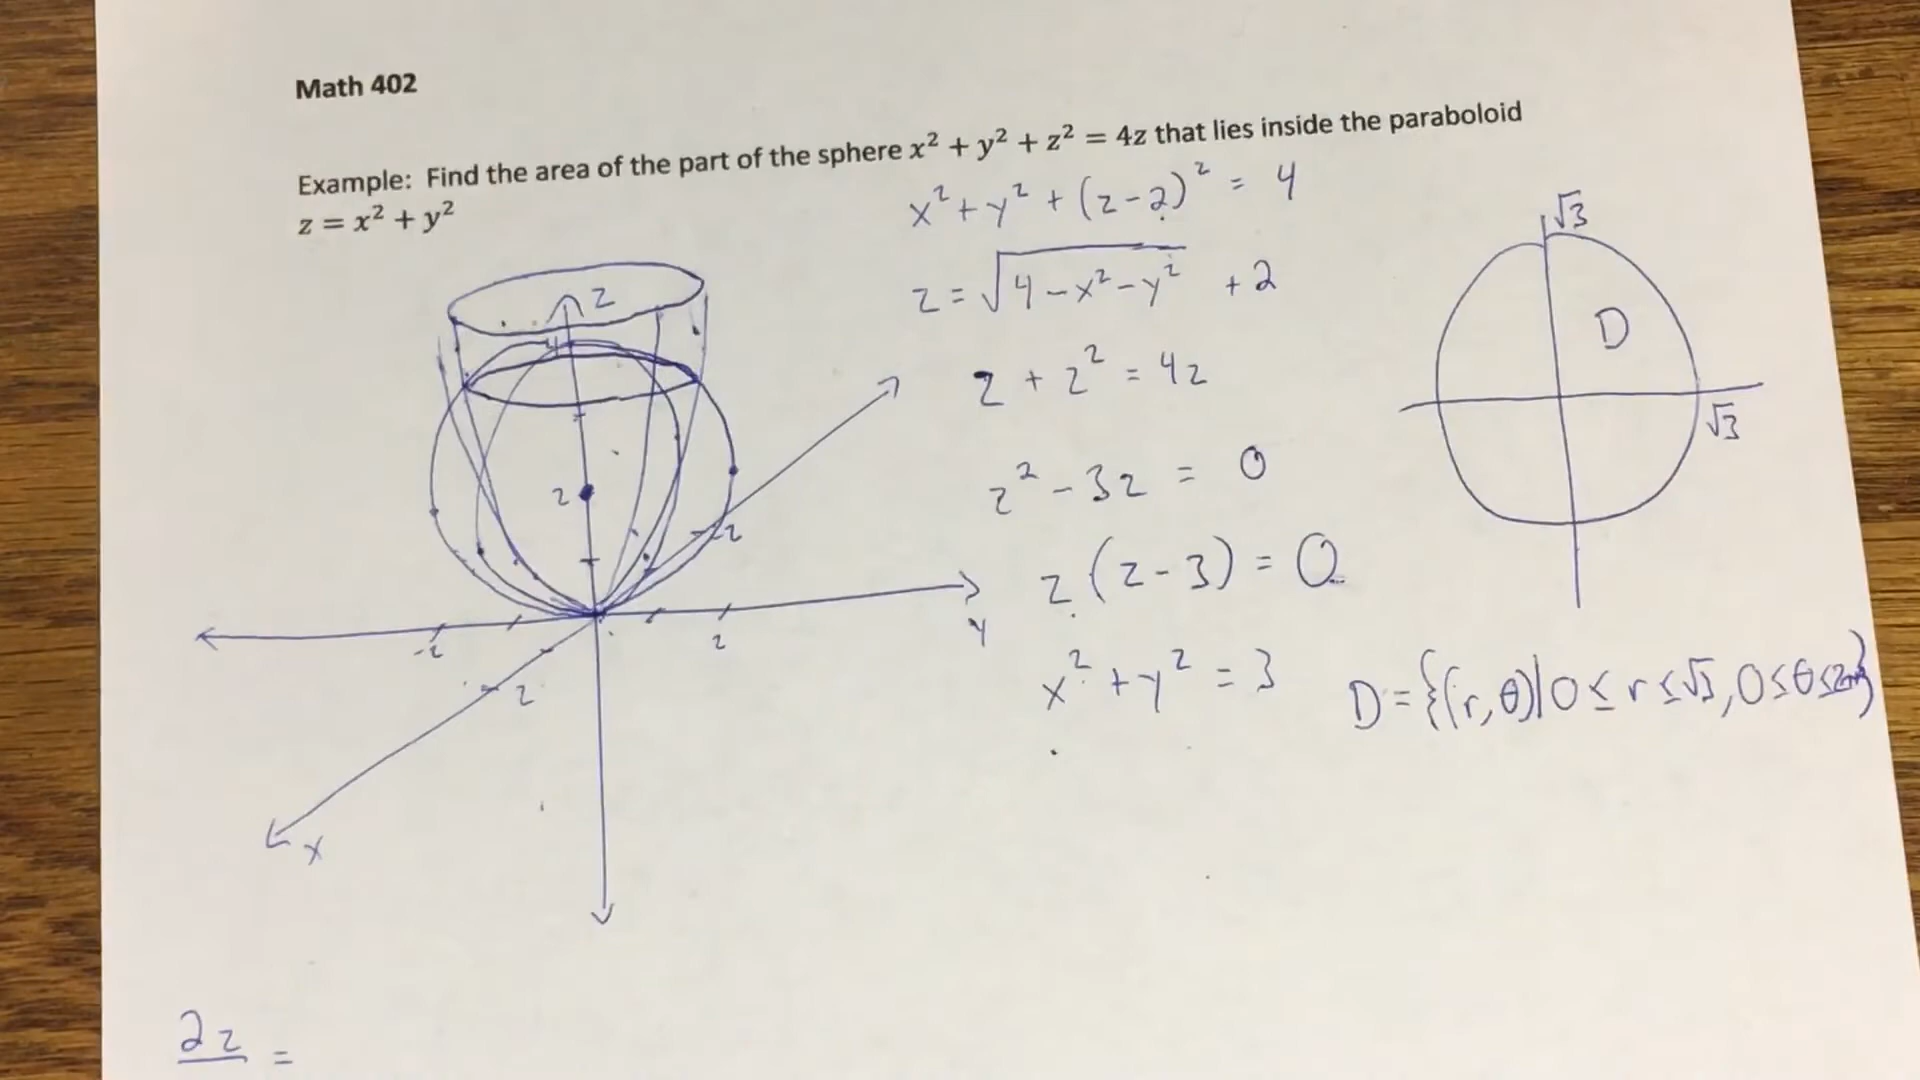 Math 402
Example: Find the area of the part of the sphere x² + y² + z² = 4z that lies inside the paraboloid
z = x² + y²
x² + y² + (z - 2)² = 4
z = √(4 - x² - y²) + 2
z + z² = 4z
z² - 3z = 0
z (z - 3) = 0
x² + y² = 3
√3
D
√3
D = {(r, θ) | 0 ≤ r ≤ √3, 0 ≤ θ ≤ 2π}
z
4
2
2
y
-2
2
2
x
∂z =